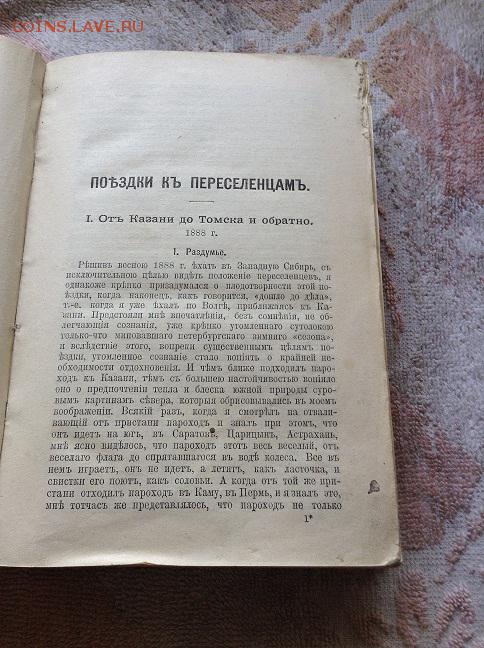 COINS.LAVE.RU
ПОѢЗДКИ КЪ ПЕРЕСЕЛЕНЦАМЪ.
I. Отъ Казани до Томска и обратно.
1888 г.
I. Раздумье.
Рѣшивъ весною 1888 г. ѣхать въ Западную Сибирь, съ
исключительною цѣлью видѣть положеніе переселенцевъ, я
однакоже крѣпко призадумался о плодотворности этой по-
ѣздки, когда наконецъ, какъ говорится, «дошло до дѣла»,
т.-е. когда я уже ѣхалъ по Волгѣ, приближаясь къ Ка-
зани. Предстояли мнѣ впечатлѣнія, безъ сомнѣнія, не об-
легчающія сознанія, уже крѣпко утомленнаго сутолокою
только-что миновавшаго петербургскаго зимняго «сезона»,
и вслѣдствіе этого, вопреки существеннымъ цѣлямъ по-
ѣздки, утомленное сознаніе стало вопіять о крайней не-
обходимости отдохновенія. И чѣмъ ближе подходилъ паро-
ходъ къ Казани, тѣмъ съ большею настойчивостью вопіяло
оно о предпочтеніи тепла и блеска южной природы суро-
вымъ картинамъ сѣвера, которыя обрисовывались въ моемъ
воображеніи. Всякій разъ, когда я смотрѣлъ на отвали-
вающій отъ пристани пароходъ и зналъ при этомъ, что
онъ идетъ на югъ, въ Саратовъ, Царицынъ, Астрахань,
мнѣ ясно видѣлось, что пароходъ этотъ весь веселый, отъ
веселаго флага до спрятавшагося въ водѣ колеса. Все въ
немъ играетъ, онъ не идетъ, а летитъ, какъ ласточка, и
свистки его поютъ, какъ соловьи. А когда отъ той же при-
стани отходилъ пароходъ въ Каму, въ Пермь, и я зналъ это,
мнѣ тотчасъ же представлялось, что пароходъ не только
1*